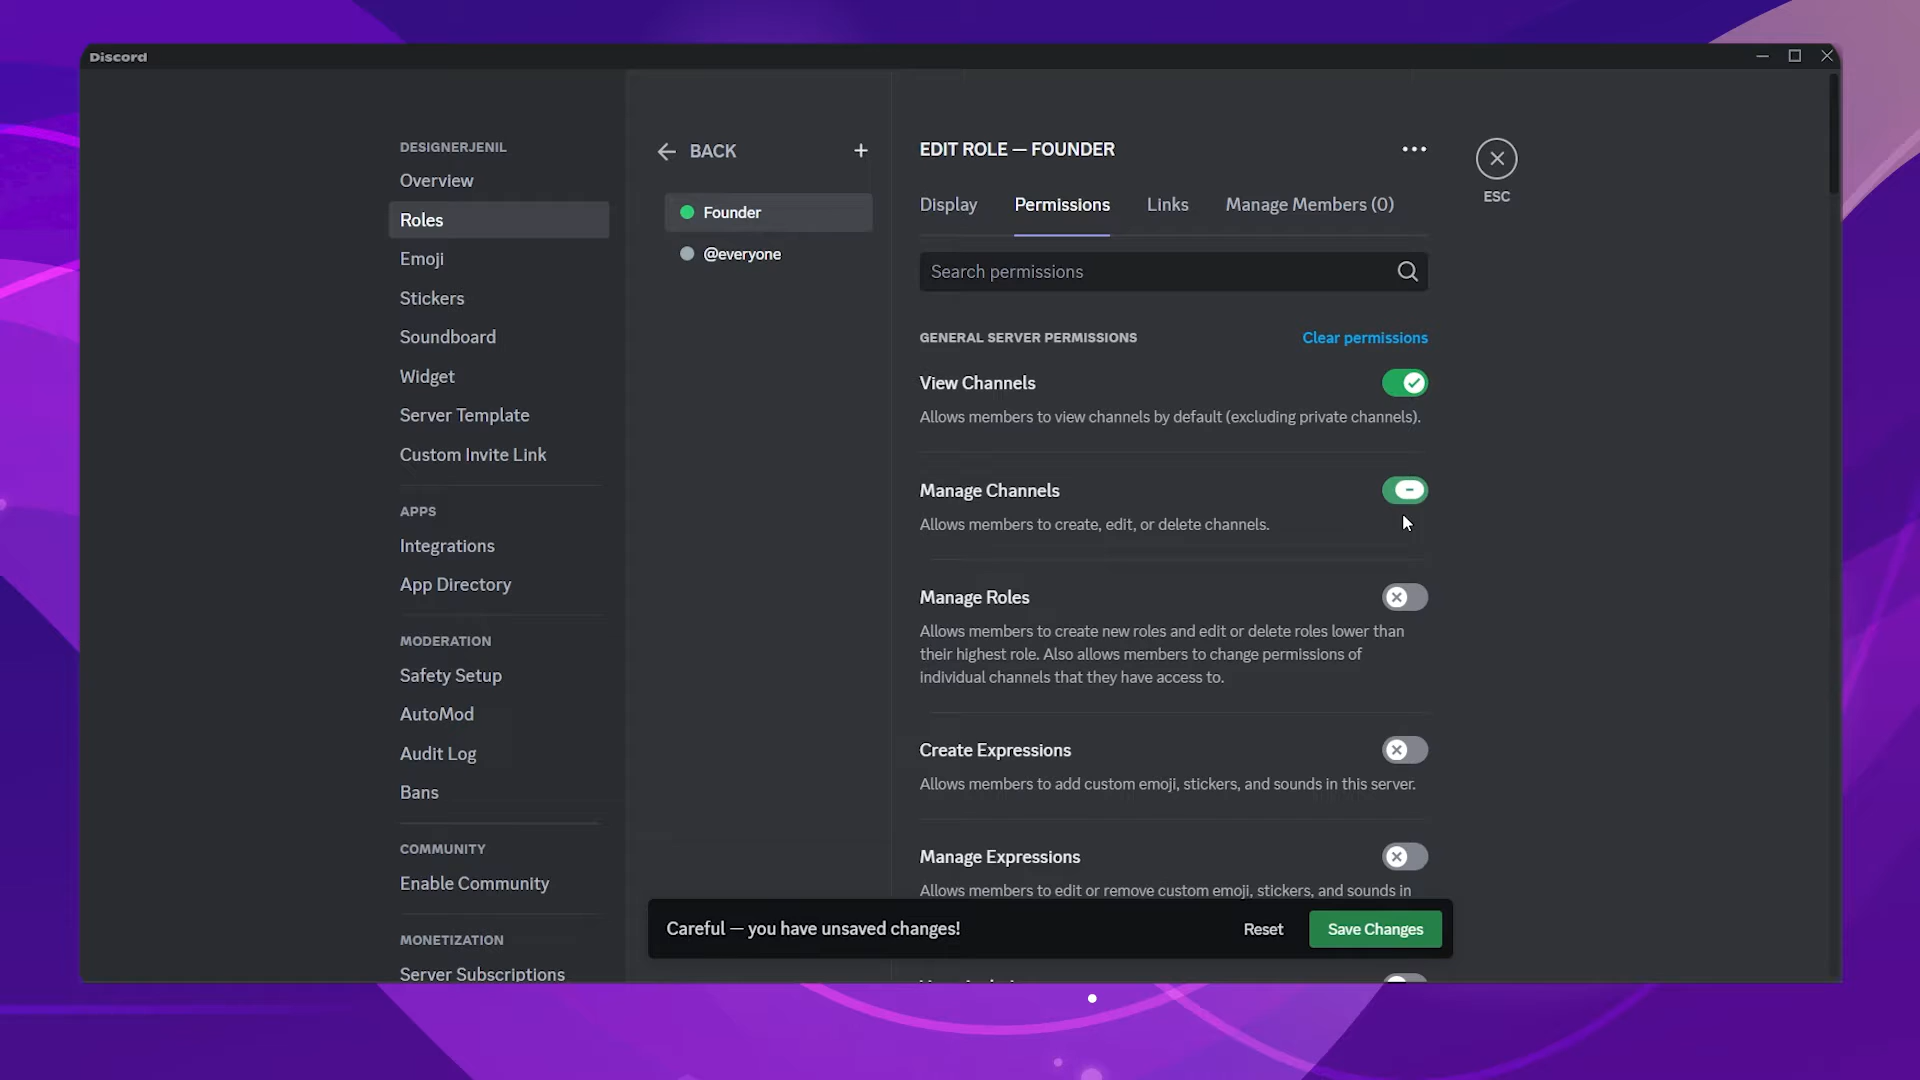 Discord
DESIGNERJENIL
Overview
Roles
Emoji
Stickers
Soundboard
Widget
Server Template
Custom Invite Link
APPS
Integrations
App Directory
MODERATION
Safety Setup
AutoMod
Audit Log
Bans
COMMUNITY
Enable Community
MONETIZATION
Server Subscriptions
BACK
Founder
@everyone
EDIT ROLE — FOUNDER
ESC
Display Permissions Links Manage Members (0)
Search permissions
GENERAL SERVER PERMISSIONS Clear permissions
View Channels
Allows members to view channels by default (excluding private channels).
Manage Channels
Allows members to create, edit, or delete channels.
Manage Roles
Allows members to create new roles and edit or delete roles lower than
their highest role. Also allows members to change permissions of
individual channels that they have access to.
Create Expressions
Allows members to add custom emoji, stickers, and sounds in this server.
Manage Expressions
Allows members to edit or remove custom emoji, stickers, and sounds in
Careful — you have unsaved changes! Reset Save Changes